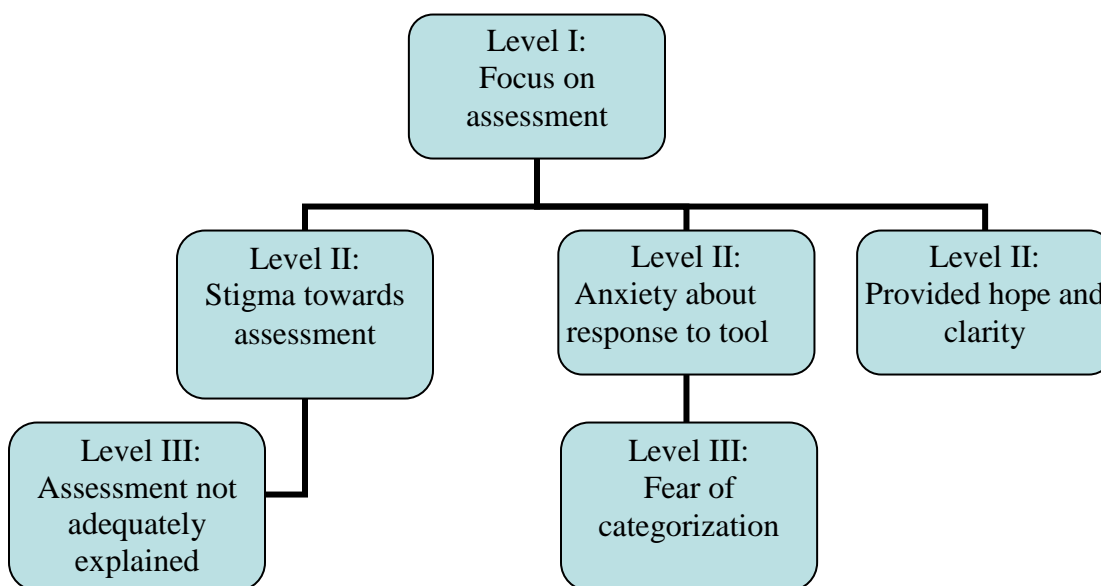 Level I:
Focus on
assessment
Level II:
Stigma towards
assessment
Level II:
Anxiety about
response to tool
Level II:
Provided hope and
clarity
Level III:
Assessment not
adequately
explained
Level III:
Fear of
categorization